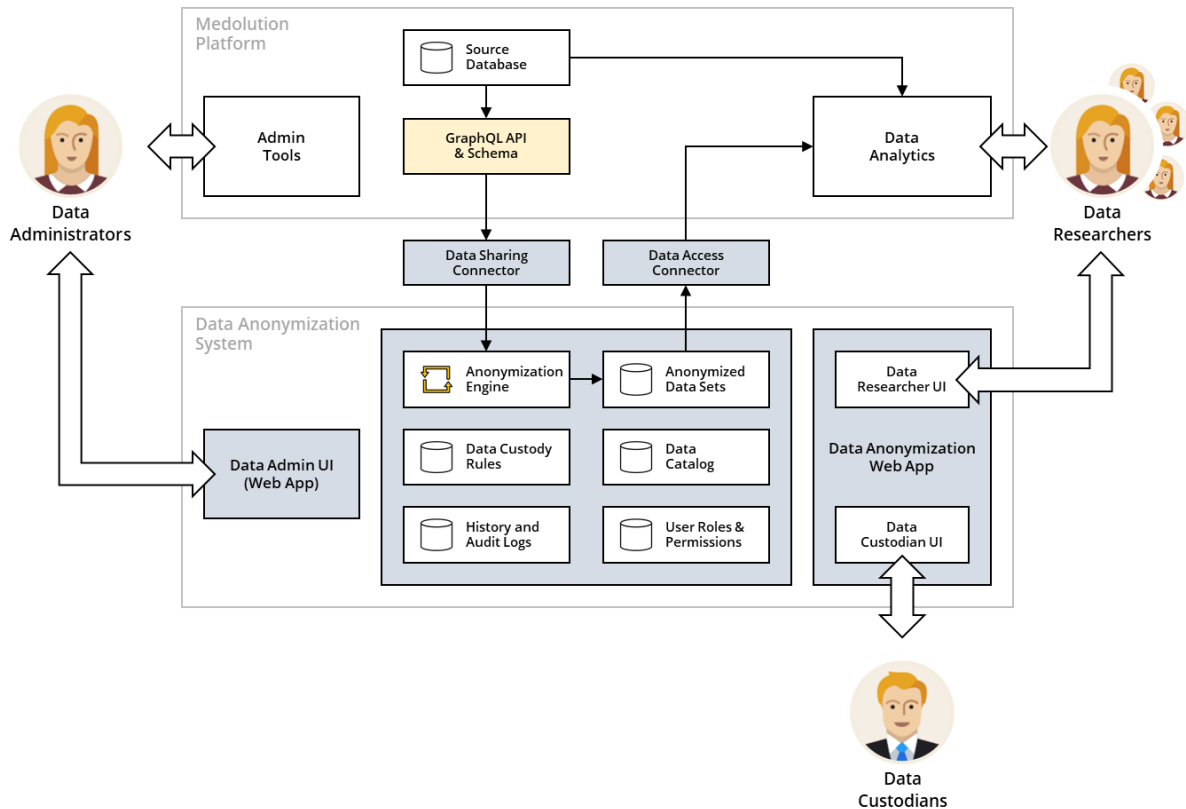 Medolution
Platform
Source
Database
Admin
Tools
GraphQL API
& Schema
Data
Analytics
Data
Administrators
Data
Researchers
Data Sharing
Connector
Data Access
Connector
Data Anonymization
System
Anonymization
Engine
Anonymized
Data Sets
Data
Researcher UI
Data Admin UI
(Web App)
Data Custody
Rules
Data
Catalog
Data Anonymization
Web App
History and
Audit Logs
User Roles &
Permissions
Data
Custodian UI
Data
Custodians